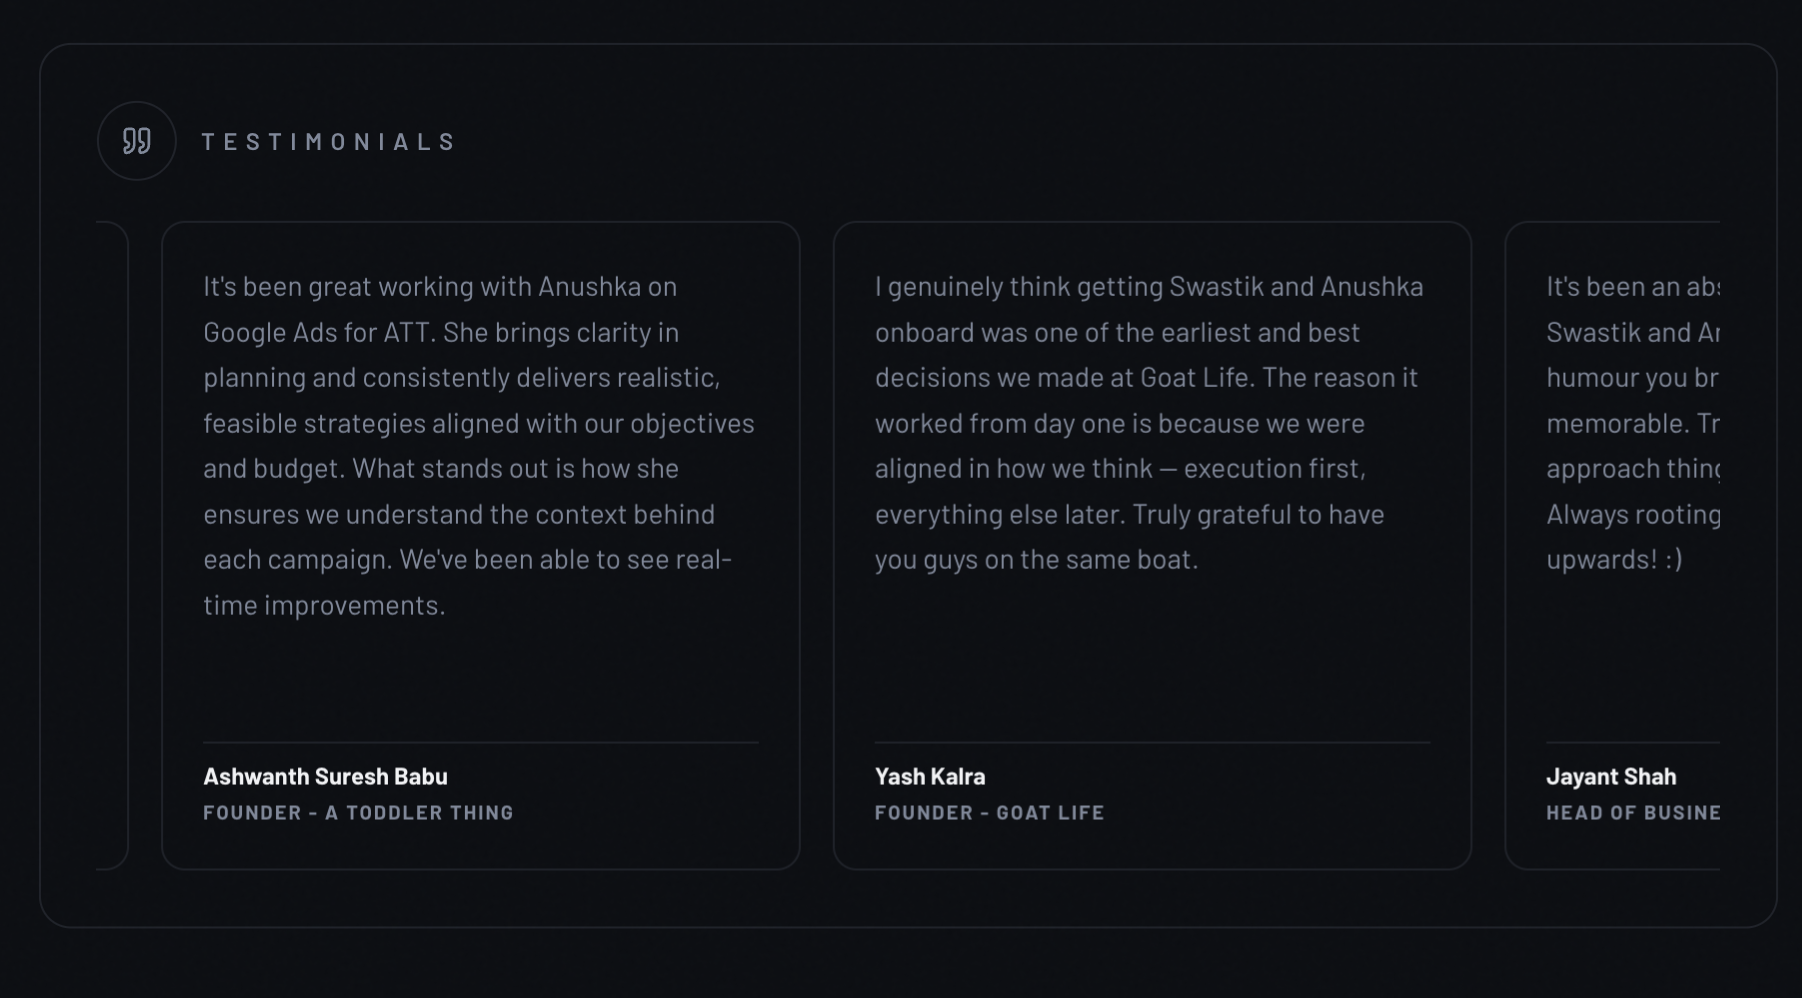 TESTIMONIALS
It's been great working with Anushka on
Google Ads for ATT. She brings clarity in
planning and consistently delivers realistic,
feasible strategies aligned with our objectives
and budget. What stands out is how she
ensures we understand the context behind
each campaign. We've been able to see real-
time improvements.
Ashwanth Suresh Babu
FOUNDER - A TODDLER THING
I genuinely think getting Swastik and Anushka
onboard was one of the earliest and best
decisions we made at Goat Life. The reason it
worked from day one is because we were
aligned in how we think — execution first,
everything else later. Truly grateful to have
you guys on the same boat.
Yash Kalra
FOUNDER - GOAT LIFE
It's been an
Swastik and
humour you
memorable.
approach
Always rooting
upwards! :)
Jayant Shah
HEAD OF